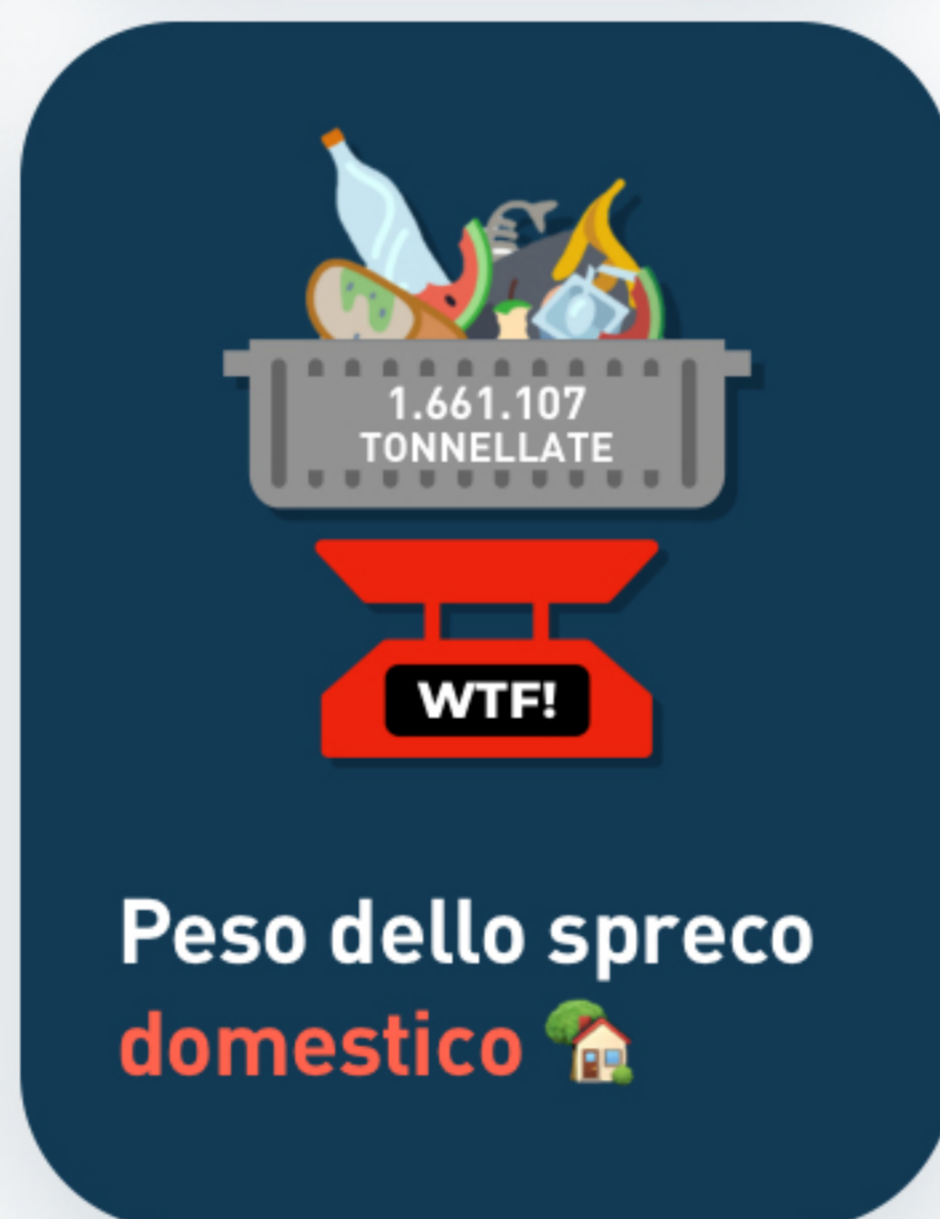 1.661.107
TONNELLATE
WTF!
Peso dello spreco
domestico